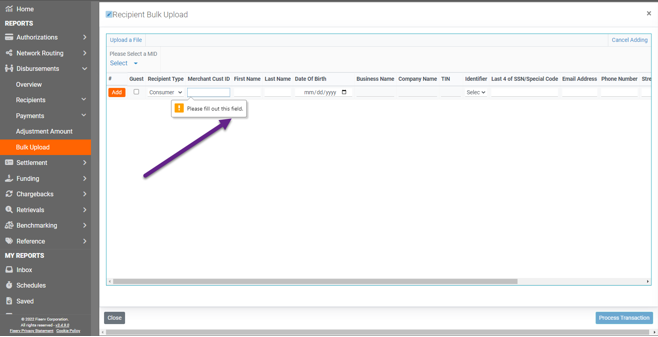 Home
REPORTS
Authorizations
Network Routing
Disbursements
Overview
Recipients
Payments
Adjustment Amount
Bulk Upload
Settlement
Funding
Chargebacks
Retrievals
Benchmarking
Reference
MY REPORTS
Inbox
Schedules
Saved
© 2022 Fiserv Corporation.
All rights reserved.
Fiserv Privacy Statement Cookie Policy
Recipient Bulk Upload
×
Upload a File Cancel Adding
Please Select a MID
Select
# Guest Recipient Type Merchant Cust ID First Name Last Name Date Of Birth Business Name Company Name TIN Identifier Last 4 of SSN/Special Code Email Address Phone Number Stre
Add Consumer mm/dd/yyyy Selec
! Please fill out this field.
Close Process Transaction